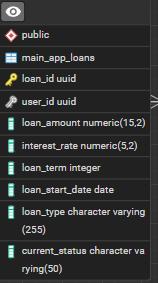 public
main_app_loans
loan_id uuid
user_id uuid
loan_amount numeric(15,2)
interest_rate numeric(5,2)
loan_term integer
loan_start_date date
loan_type character varying
(255)
current_status character va
rying(50)